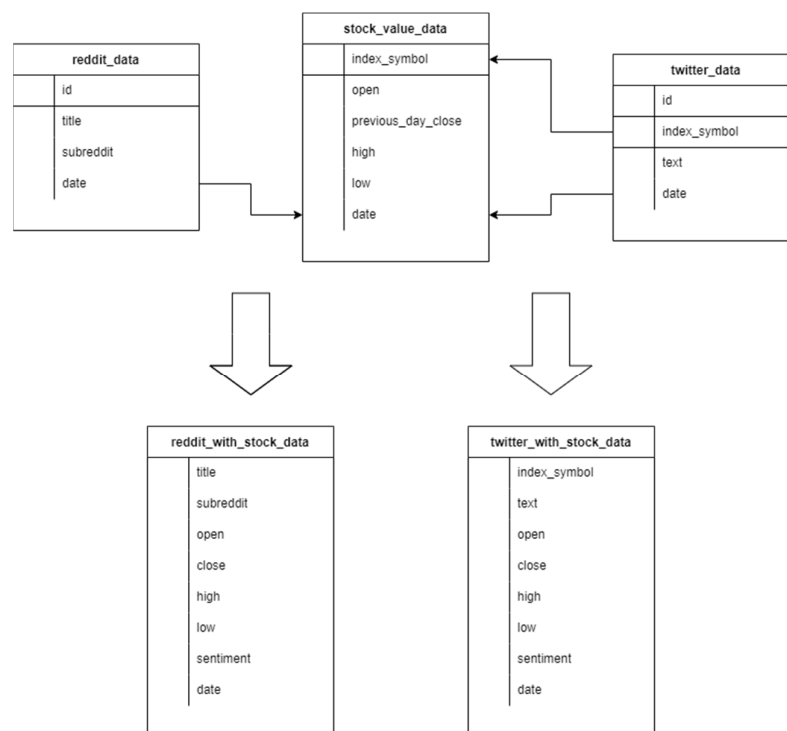 stock_value_data
index_symbol
open
previous_day_close
high
low
date
reddit_data
id
title
subreddit
date
twitter_data
id
index_symbol
text
date
reddit_with_stock_data
title
subreddit
open
close
high
low
sentiment
date
twitter_with_stock_data
index_symbol
text
open
close
high
low
sentiment
date